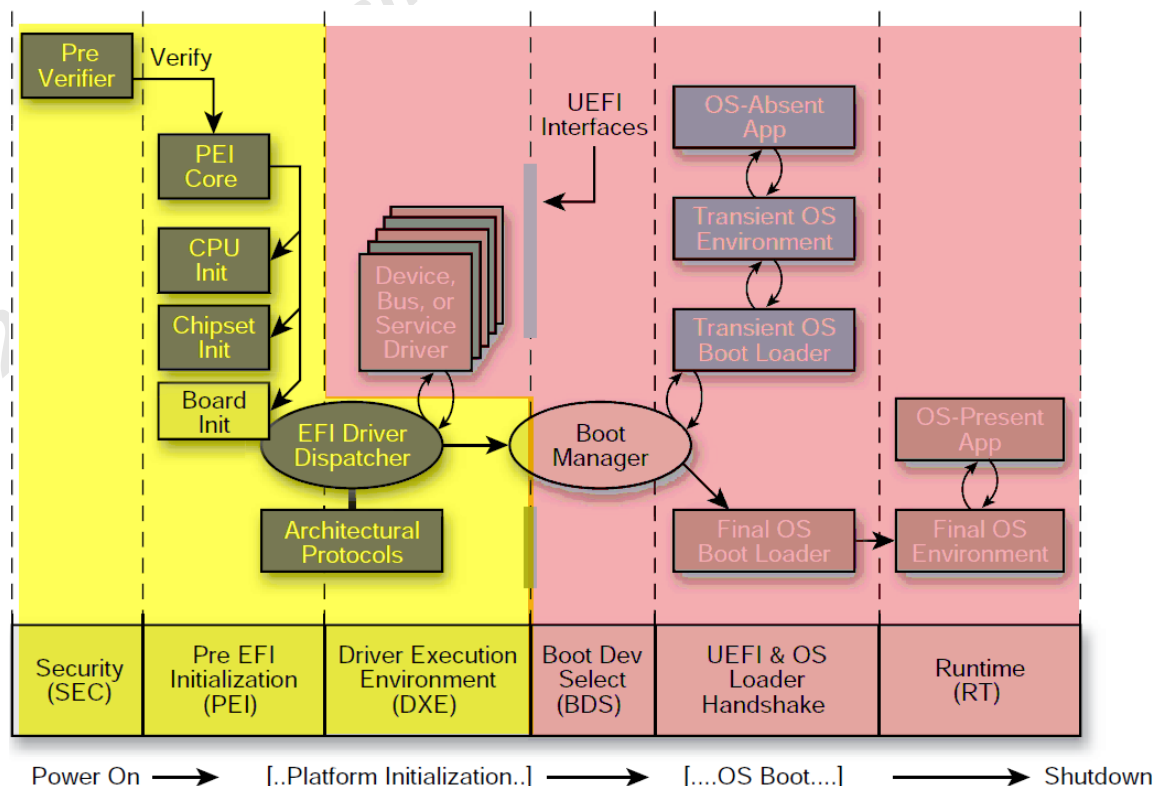 Pre
Verifier
Verify
PEI
Core
CPU
Init
Chipset
Init
Board
Init
Device,
Bus, or
Service
Driver
EFI Driver
Dispatcher
Architectural
Protocols
UEFI
Interfaces
Boot
Manager
OS-Absent
App
Transient OS
Environment
Transient OS
Boot Loader
Final OS
Boot Loader
OS-Present
App
Final OS
Environment
Security
(SEC)
Pre EFI
Initialization
(PEI)
Driver Execution
Environment
(DXE)
Boot Dev
Select
(BDS)
UEFI & OS
Loader
Handshake
Runtime
(RT)
Power On [..Platform Initialization..] [....OS Boot....] Shutdown